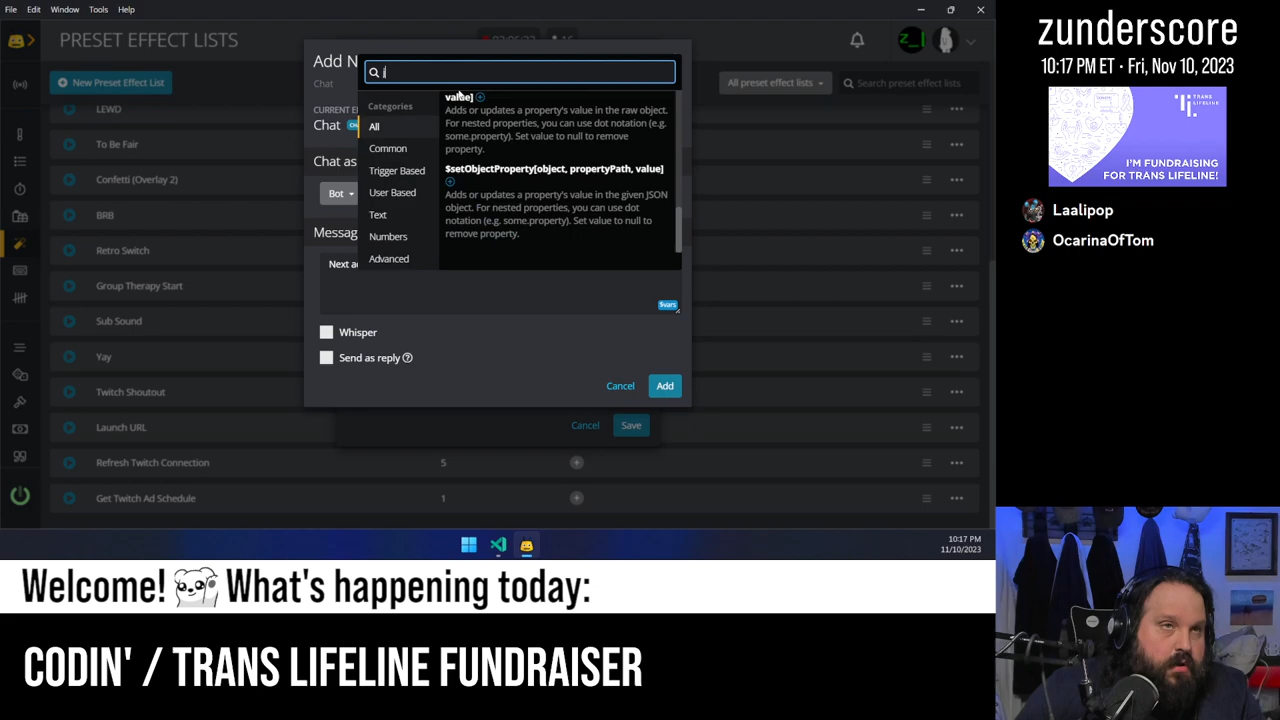 File Edit Window Tools Help
PRESET EFFECT LISTS
New Preset Effect List
All preset effect lists
Search preset effect lists
LEWD
To Be Fair
Confetti (Overlay 2)
BRB
Retro Switch
Group Therapy Start
Sub Sound
Yay
Twitch Shoutout
Launch URL
Refresh Twitch Connection 5
Get Twitch Ad Schedule 1
Add N
Chat
Chat
Chat as
Bot
Messag
Next a
j
Categories
All
Common
Trigger Based
User Based
Text
Numbers
Advanced
value]
Adds or updates a property's value in the raw object.
For nested properties, you can use dot notation (e.g.
some.property). Set value to null to remove
property.
$setObjectProperty[object, propertyPath, value]
Adds or updates a property's value in the given JSON
object. For nested properties, you can use dot
notation (e.g. some.property). Set value to null to
remove property.
$vars
Whisper
Send as reply
Cancel Add
Cancel Save
10:17 PM
11/10/2023
Welcome! What's happening today:
CODIN' / TRANS LIFELINE FUNDRAISER
zunderscore
10:17 PM ET · Fri, Nov 10, 2023
TRANS
LIFELINE
I'M FUNDRAISING
FOR TRANS LIFELINE!
Laalipop
OcarinaOfTom